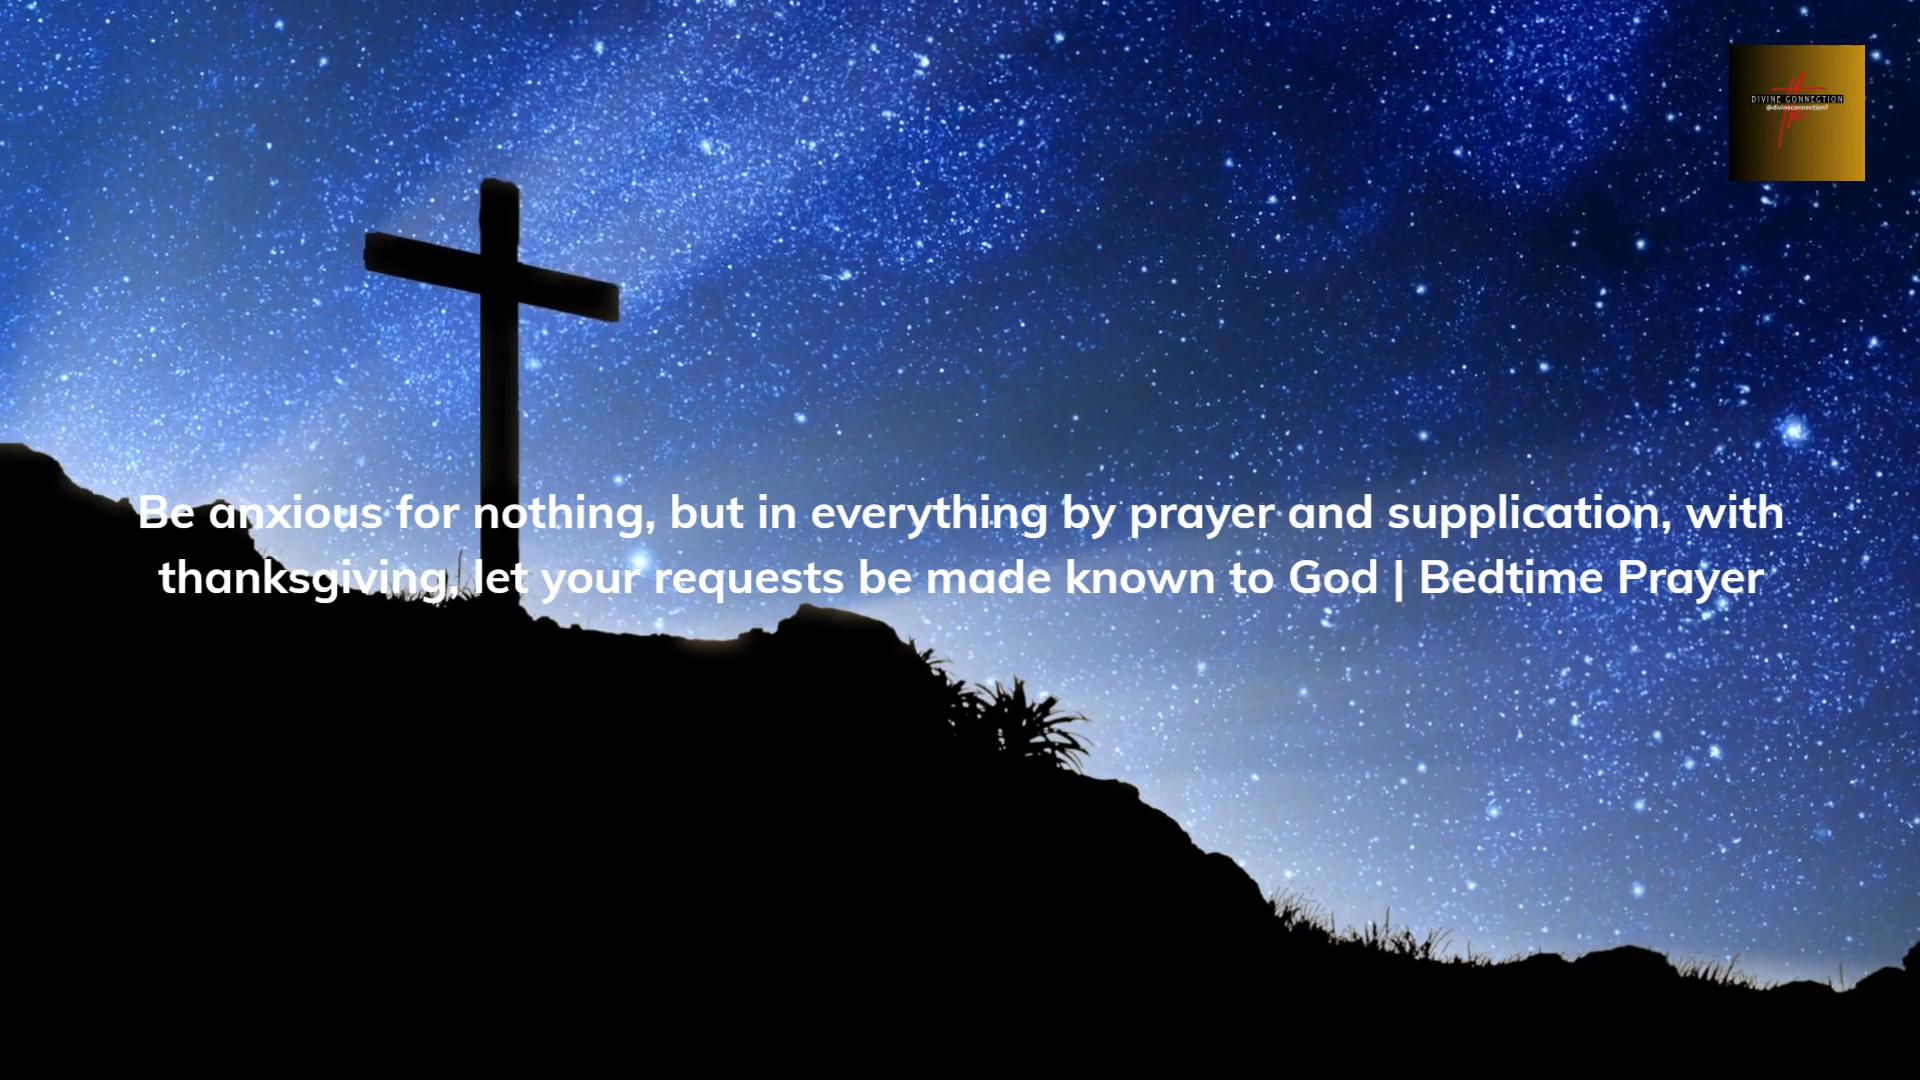 DIVINE CONNECTION
@divineconnection7
Be anxious for nothing, but in everything by prayer and supplication, with
thanksgiving, let your requests be made known to God | Bedtime Prayer